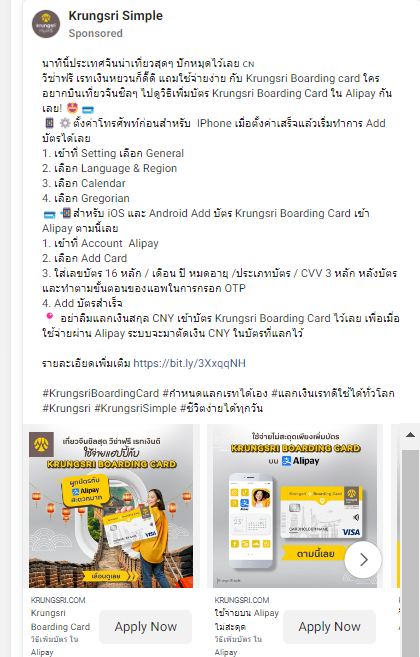 Krungsri Simple
Sponsored
นาทีนี้ประเทศจีนน่าเที่ยวสุดๆ ปักหมุดไว้เลย CN
วีซ่าฟรี เรทเงินหยวนก็ดี๊ดี แถมใช้จ่ายง่าย กับ Krungsri Boarding card ใคร
อยากบินเที่ยวจีนชิลๆ ไปดูวิธีเพิ่มบัตร Krungsri Boarding Card ใน Alipay กัน
เลย! 🤩 💳
📱 ⚙️ตั้งค่าโทรศัพท์ก่อนสำหรับ IPhone เมื่อตั้งค่าเสร็จแล้วเริ่มทำการ Add
บัตรได้เลย
1. เข้าที่ Setting เลือก General
2. เลือก Language & Region
3. เลือก Calendar
4. เลือก Gregorian
💳 📲สำหรับ iOS และ Android Add บัตร Krungsri Boarding Card เข้า
Alipay ตามนี้เลย
1. เข้าที่ Account Alipay
2. เลือก Add Card
3. ใส่เลขบัตร 16 หลัก / เดือน ปี หมดอายุ /ประเภทบัตร / CVV 3 หลัก หลังบัตร
และทำตามขั้นตอนของแอพในการกรอก OTP
4. Add บัตรสำเร็จ
📍 อย่าลืมแลกเงินสกุล CNY เข้าบัตร Krungsri Boarding Card ไว้เลย เพื่อเมื่อ
ใช้จ่ายผ่าน Alipay ระบบจะมาตัดเงิน CNY ในบัตรที่แลกไว้
รายละเอียดเพิ่มเติม https://bit.ly/3XxqqNH
#KrungsriBoardingCard #กำหนดแลกเรทได้เอง #แลกเงินเรทดีใช้ได้ทั่วโลก
#Krungsri #KrungsriSimple #ชีวิตง่ายได้ทุกวัน
เที่ยวจีนชิลสุด วีซ่าฟรี เรทเงินดี
ใช้จ่ายแฮปปี้กับ
KRUNGSRI BOARDING CARD
ผูกบัตรกับ
Alipay
สะดวกมาก
VISA
เลื่อนดูเลย
ใช้จ่ายไม่สะดุดเพียงเพิ่มบัตร
KRUNGSRI BOARDING CARD
บน Alipay
CARDHOLDER NAME
VISA
ตามนี้เลย
KRUNGSRI.COM
Krungsri
Boarding Card
วิธีเพิ่มบัตร ใน
Alipay
Apply Now
KRUNGSRI.COM
ใช้จ่ายบน Alipay
ไม่สะดุด
วิธีเพิ่มบัตร ใน
Alipay
Apply Now